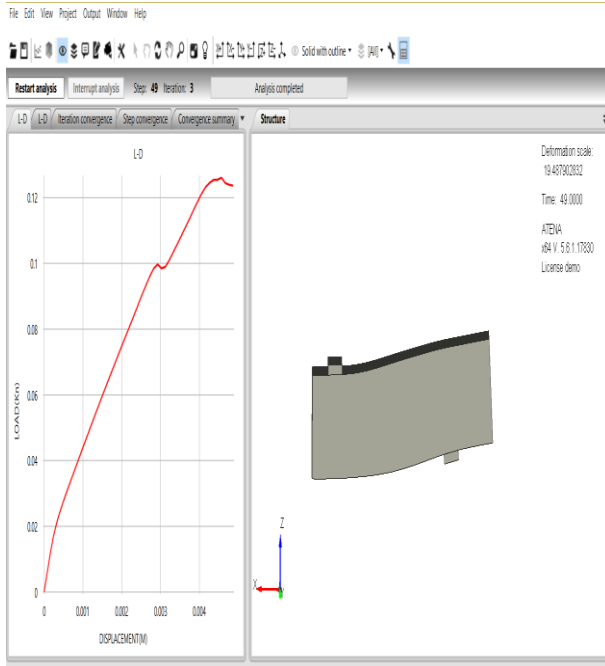 File Edit View Project Output Window Help
Solid with outline [All]
Restart analysis Interrupt analysis Step: 49 Iteration: 3 Analysis completed
L-D L-D Iteration convergence Step convergence Convergence summary Structure
L-D
Deformation scale:
19.487902832
Time: 49.0000
ATENA
x64 V. 5.6.1.17830
License demo
0.12
0.1
0.08
0.06
0.04
0.02
0
LOAD(Kn)
0 0.001 0.002 0.003 0.004
DISPLACEMENT(M)
Z
X